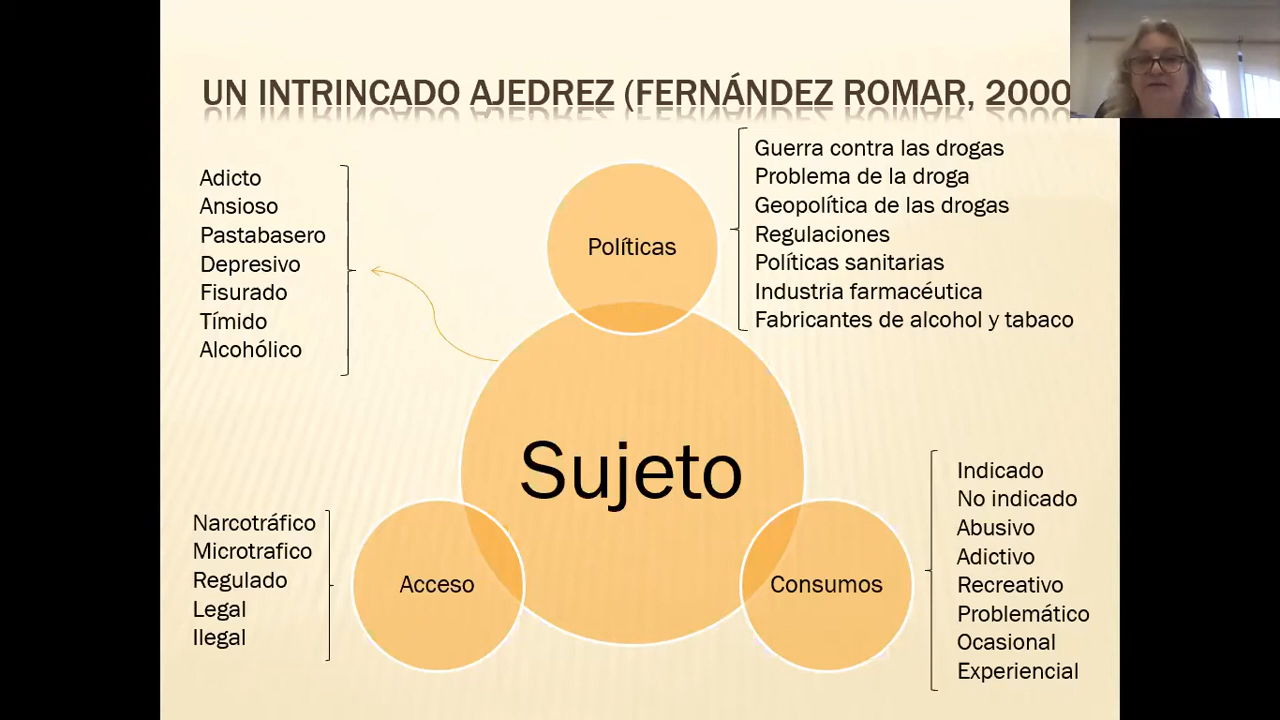 UN INTRINCADO AJEDREZ (FERNÁNDEZ ROMAR, 2000
Adicto
Ansioso
Pastabasero
Depresivo
Fisurado
Tímido
Alcohólico
Políticas
Guerra contra las drogas
Problema de la droga
Geopolítica de las drogas
Regulaciones
Políticas sanitarias
Industria farmacéutica
Fabricantes de alcohol y tabaco
Sujeto
Narcotráfico
Microtrafico
Regulado
Legal
Ilegal
Acceso
Consumos
Indicado
No indicado
Abusivo
Adictivo
Recreativo
Problemático
Ocasional
Experiencial